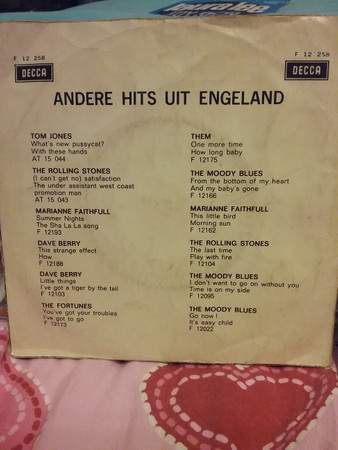 F 12 258
F 12 258
DECCA
DECCA
ANDERE HITS UIT ENGELAND
TOM JONES
What's new pussycat?
With these hands
AT 15 044
THE ROLLING STONES
(I can't get no) satisfaction
The under assistant west coast
promotion man
AT 15 043
MARIANNE FAITHFULL
Summer Nights
The Sha La La song
F 12193
DAVE BERRY
This strange effect
How
F 12188
DAVE BERRY
Little things
I've got a tiger by the tail
F 12103
THE FORTUNES
You've got your troubles
I've got to go
F 12173
THEM
One more time
How long baby
F 12175
THE MOODY BLUES
From the bottom of my heart
And my baby's gone
F 12166
MARIANNE FAITHFULL
This little bird
Morning sun
F 12162
THE ROLLING STONES
The last time
Play with fire
F 12104
THE MOODY BLUES
I don't want to go on without you
Time is on my side
F 12095
THE MOODY BLUES
Go now !
It's easy child
F 12022